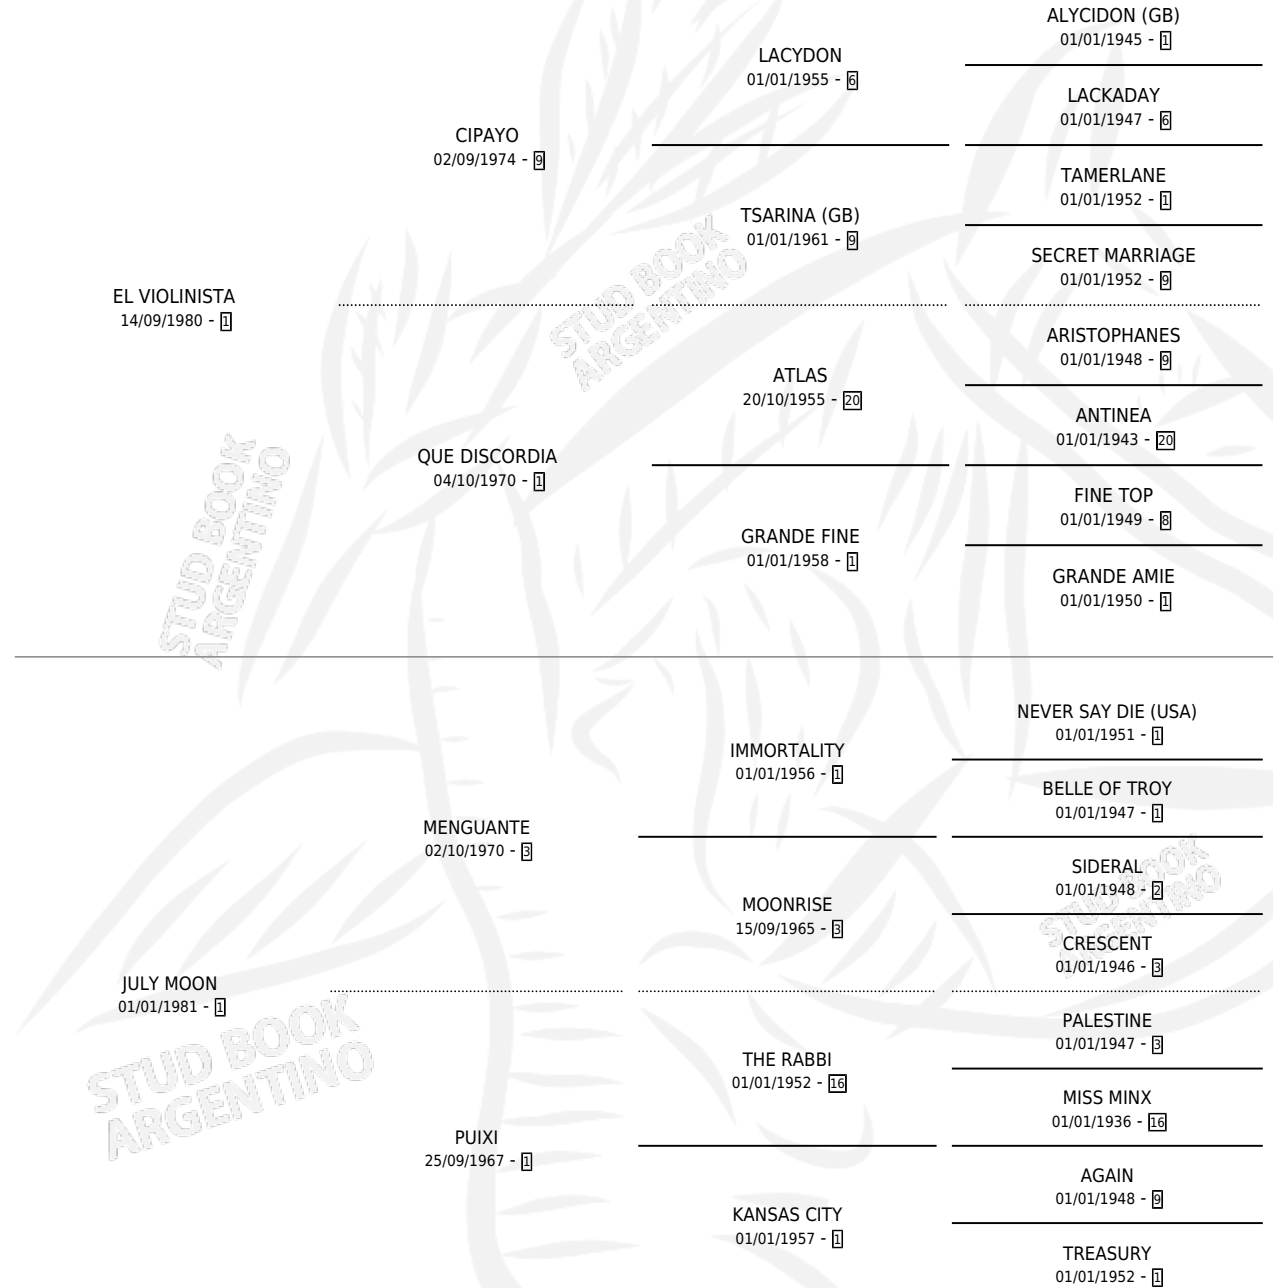 ALYCIDON (GB)
01/01/1945 - 1
LACYDON
01/01/1955 - 6
LACKADAY
01/01/1947 - 6
CIPAYO
02/09/1974 - 9
TAMERLANE
01/01/1952 - 1
TSARINA (GB)
01/01/1961 - 9
SECRET MARRIAGE
01/01/1952 - 9
EL VIOLINISTA
14/09/1980 - 1
STUD BOOK
ARGENTINO
ARISTOPHANES
01/01/1948 - 9
ATLAS
20/10/1955 - 20
ANTINEA
01/01/1943 - 20
QUE DISCORDIA
04/10/1970 - 1
FINE TOP
01/01/1949 - 8
GRANDE FINE
01/01/1958 - 1
GRANDE AMIE
01/01/1950 - 1
STUD BOOK
ARGENTINO
NEVER SAY DIE (USA)
01/01/1951 - 1
IMMORTALITY
01/01/1956 - 1
BELLE OF TROY
01/01/1947 - 1
MENGUANTE
02/10/1970 - 3
SIDERAL
01/01/1948 - 2
MOONRISE
15/09/1965 - 3
STUD BOOK
ARGENTINO
CRESCENT
01/01/1946 - 3
JULY MOON
01/01/1981 - 1
PALESTINE
01/01/1947 - 3
THE RABBI
01/01/1952 - 16
STUD BOOK
ARGENTINO
MISS MINX
01/01/1936 - 16
PUIXI
25/09/1967 - 1
AGAIN
01/01/1948 - 9
KANSAS CITY
01/01/1957 - 1
TREASURY
01/01/1952 - 1